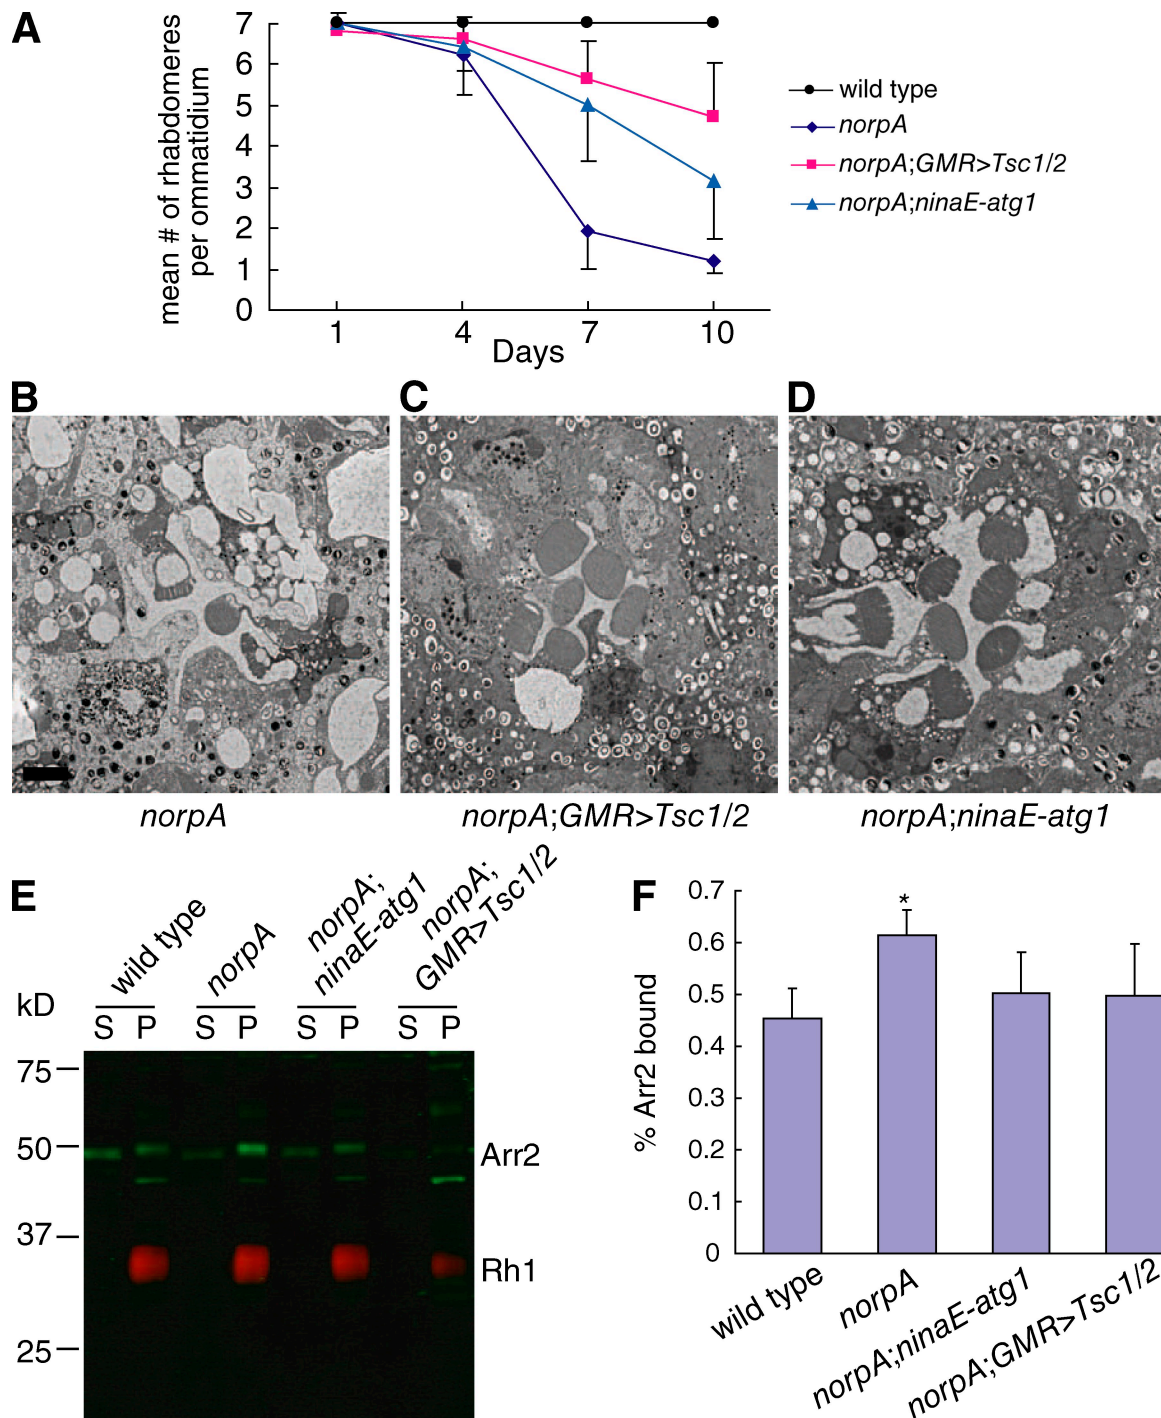 A
mean # of rhabdomeres
per ommatidium
7
6
5
4
3
2
1
0
1 4 7 10
Days
wild type
norpA
norpA;GMR>Tsc1/2
norpA;ninaE-atg1
B
C
D
norpA
norpA;GMR>Tsc1/2
norpA;ninaE-atg1
E
wild type
norpA
norpA;
ninaE-atg1
norpA;
GMR>Tsc1/2
kD
S P S P S P S P
75
50
37
25
Arr2
Rh1
F
% Arr2 bound
0.7
0.6
0.5
0.4
0.3
0.2
0.1
0
*
wild type
norpA
norpA;ninaE-atg1
norpA;GMR>Tsc1/2